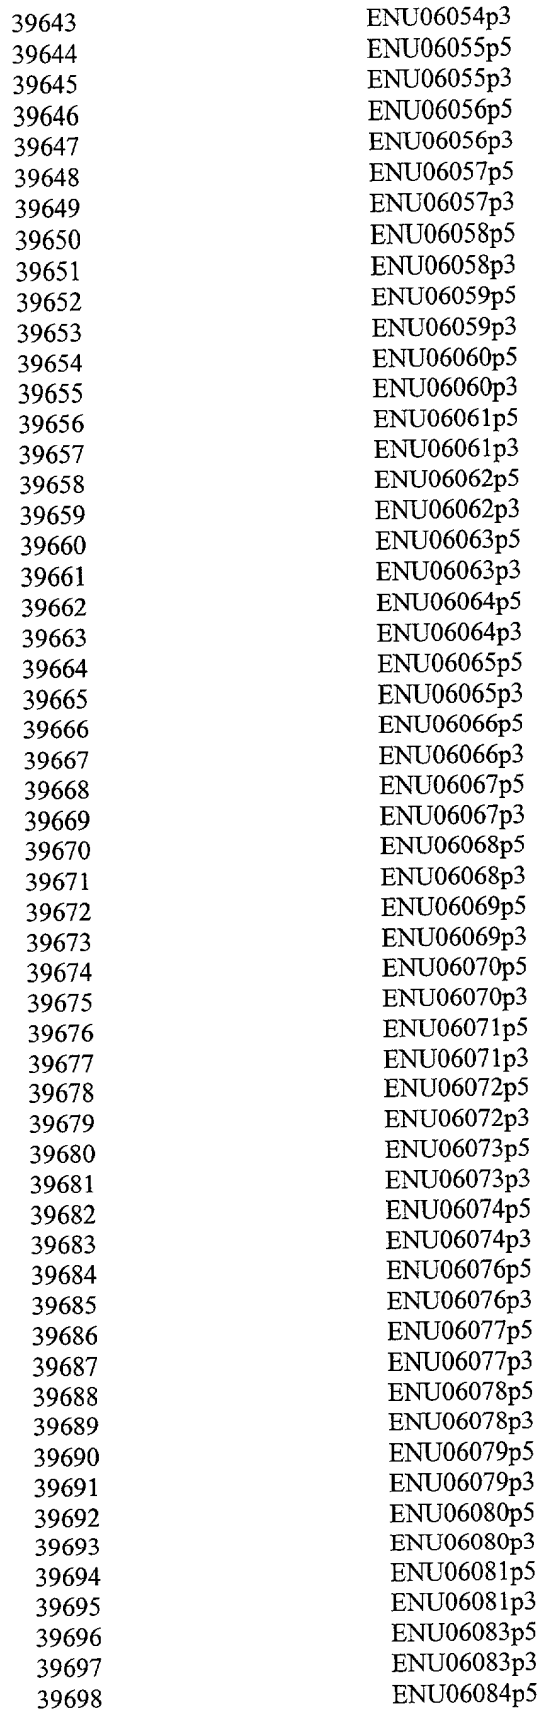 39643 ENU06054p3
39644 ENU06055p5
39645 ENU06055p3
39646 ENU06056p5
39647 ENU06056p3
39648 ENU06057p5
39649 ENU06057p3
39650 ENU06058p5
39651 ENU06058p3
39652 ENU06059p5
39653 ENU06059p3
39654 ENU06060p5
39655 ENU06060p3
39656 ENU06061p5
39657 ENU06061p3
39658 ENU06062p5
39659 ENU06062p3
39660 ENU06063p5
39661 ENU06063p3
39662 ENU06064p5
39663 ENU06064p3
39664 ENU06065p5
39665 ENU06065p3
39666 ENU06066p5
39667 ENU06066p3
39668 ENU06067p5
39669 ENU06067p3
39670 ENU06068p5
39671 ENU06068p3
39672 ENU06069p5
39673 ENU06069p3
39674 ENU06070p5
39675 ENU06070p3
39676 ENU06071p5
39677 ENU06071p3
39678 ENU06072p5
39679 ENU06072p3
39680 ENU06073p5
39681 ENU06073p3
39682 ENU06074p5
39683 ENU06074p3
39684 ENU06076p5
39685 ENU06076p3
39686 ENU06077p5
39687 ENU06077p3
39688 ENU06078p5
39689 ENU06078p3
39690 ENU06079p5
39691 ENU06079p3
39692 ENU06080p5
39693 ENU06080p3
39694 ENU06081p5
39695 ENU06081p3
39696 ENU06083p5
39697 ENU06083p3
39698 ENU06084p5